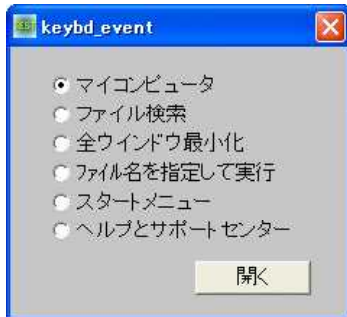 keybd_event
マイコンピュータ
ファイル検索
全ウインドウ最小化
ファイル名を指定して実行
スタートメニュー
ヘルプとサポートセンター
開く